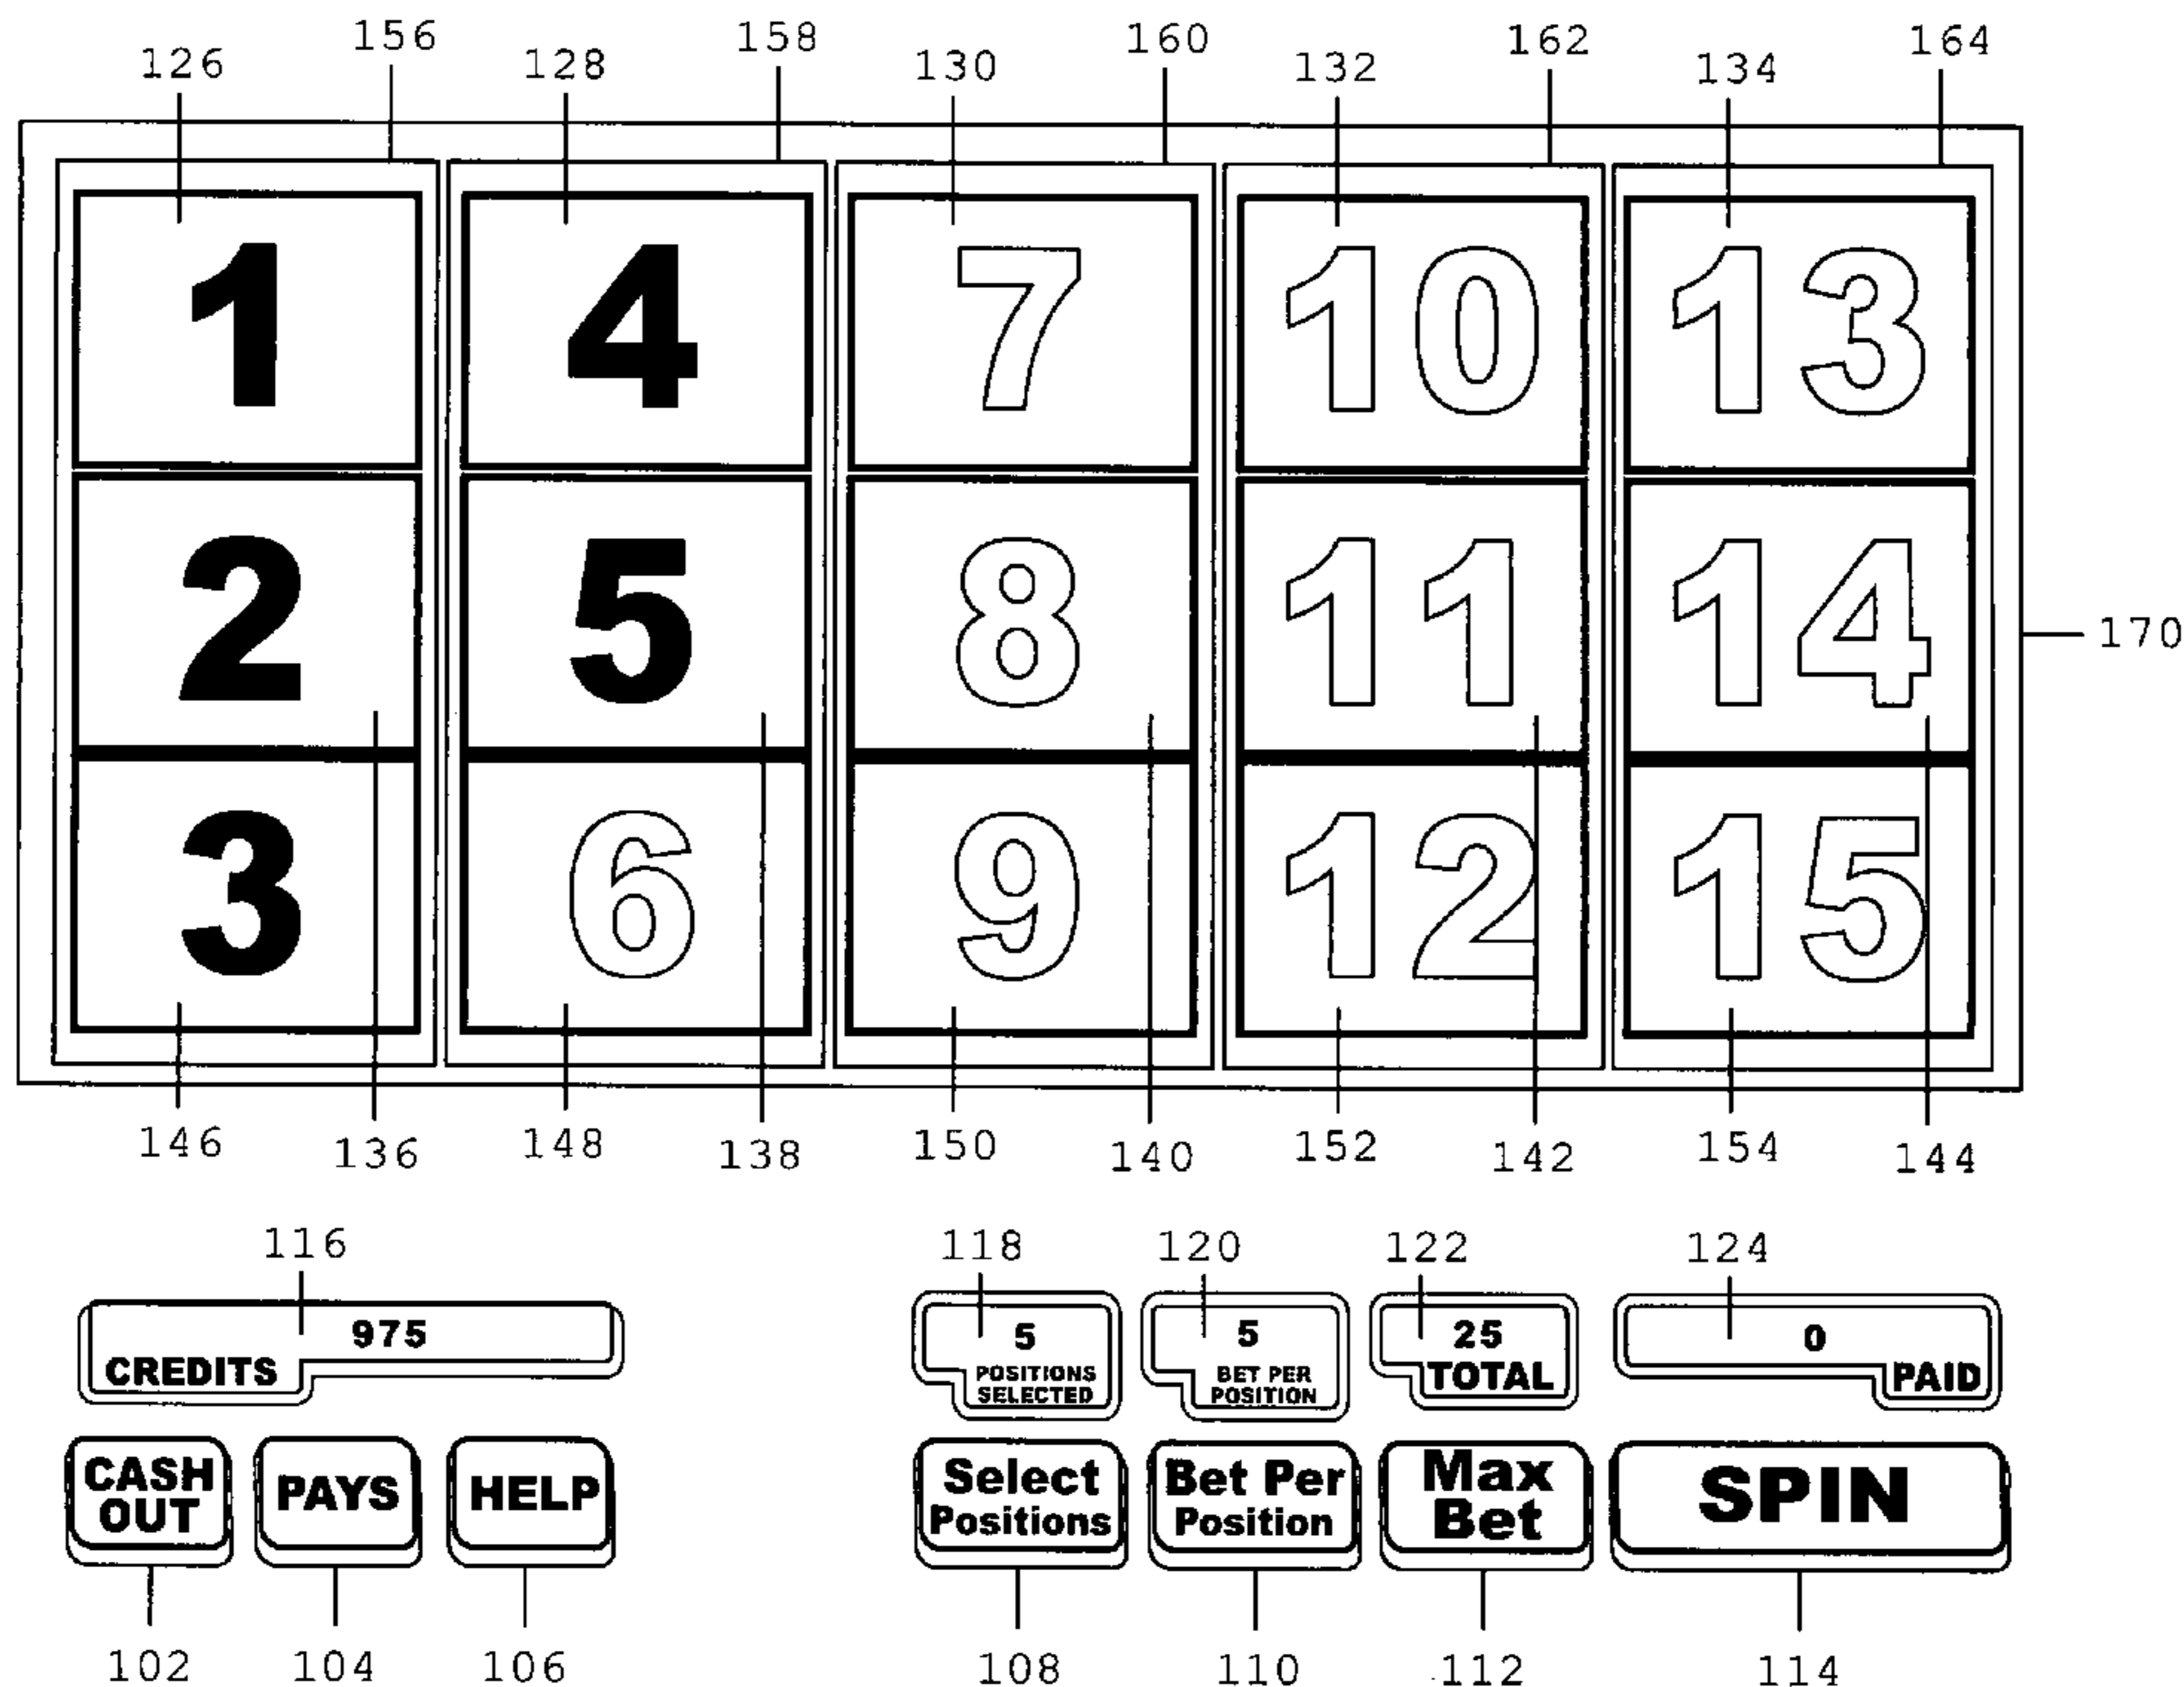 156 158 160 162 164
126 128 130 132 134
1 4 7 10 13
2 5 8 11 14
170
3 6 9 12 15
146 136 148 138 150 140 152 142 154 144
116 118 120 122 124
975 5 5 25 0
CREDITS POSITIONS SELECTED BET PER POSITION TOTAL PAID
CASH OUT PAYS HELP Select Positions Bet Per Position Max Bet SPIN
102 104 106 108 110 112 114